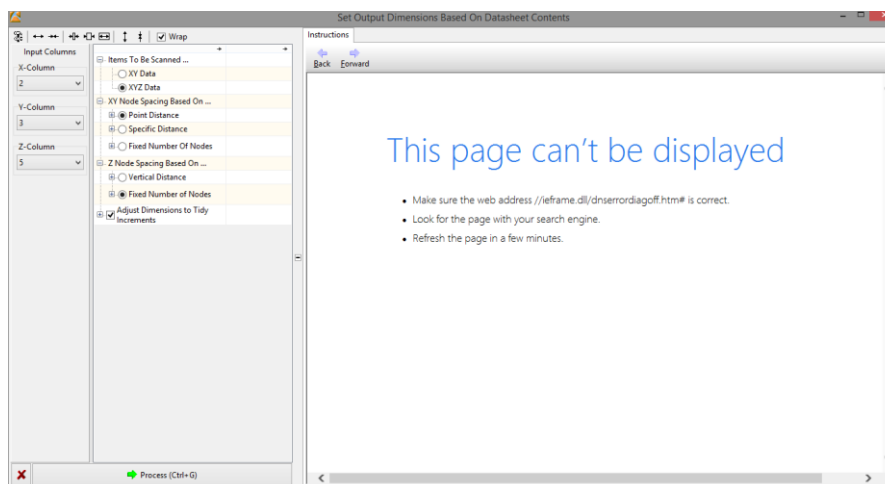 Set Output Dimensions Based On Datasheet Contents
Wrap
Input Columns
X-Column
2
Y-Column
3
Z-Column
5
Items To Be Scanned ...
XY Data
XYZ Data
XY Node Spacing Based On ...
Point Distance
Specific Distance
Fixed Number Of Nodes
Z Node Spacing Based On ...
Vertical Distance
Fixed Number of Nodes
Adjust Dimensions to Tidy
Increments
Process (Ctrl+G)
Instructions
Back Forward
This page can't be displayed
• Make sure the web address //ieframe.dll/dnserrordiagoff.htm# is correct.
• Look for the page with your search engine.
• Refresh the page in a few minutes.